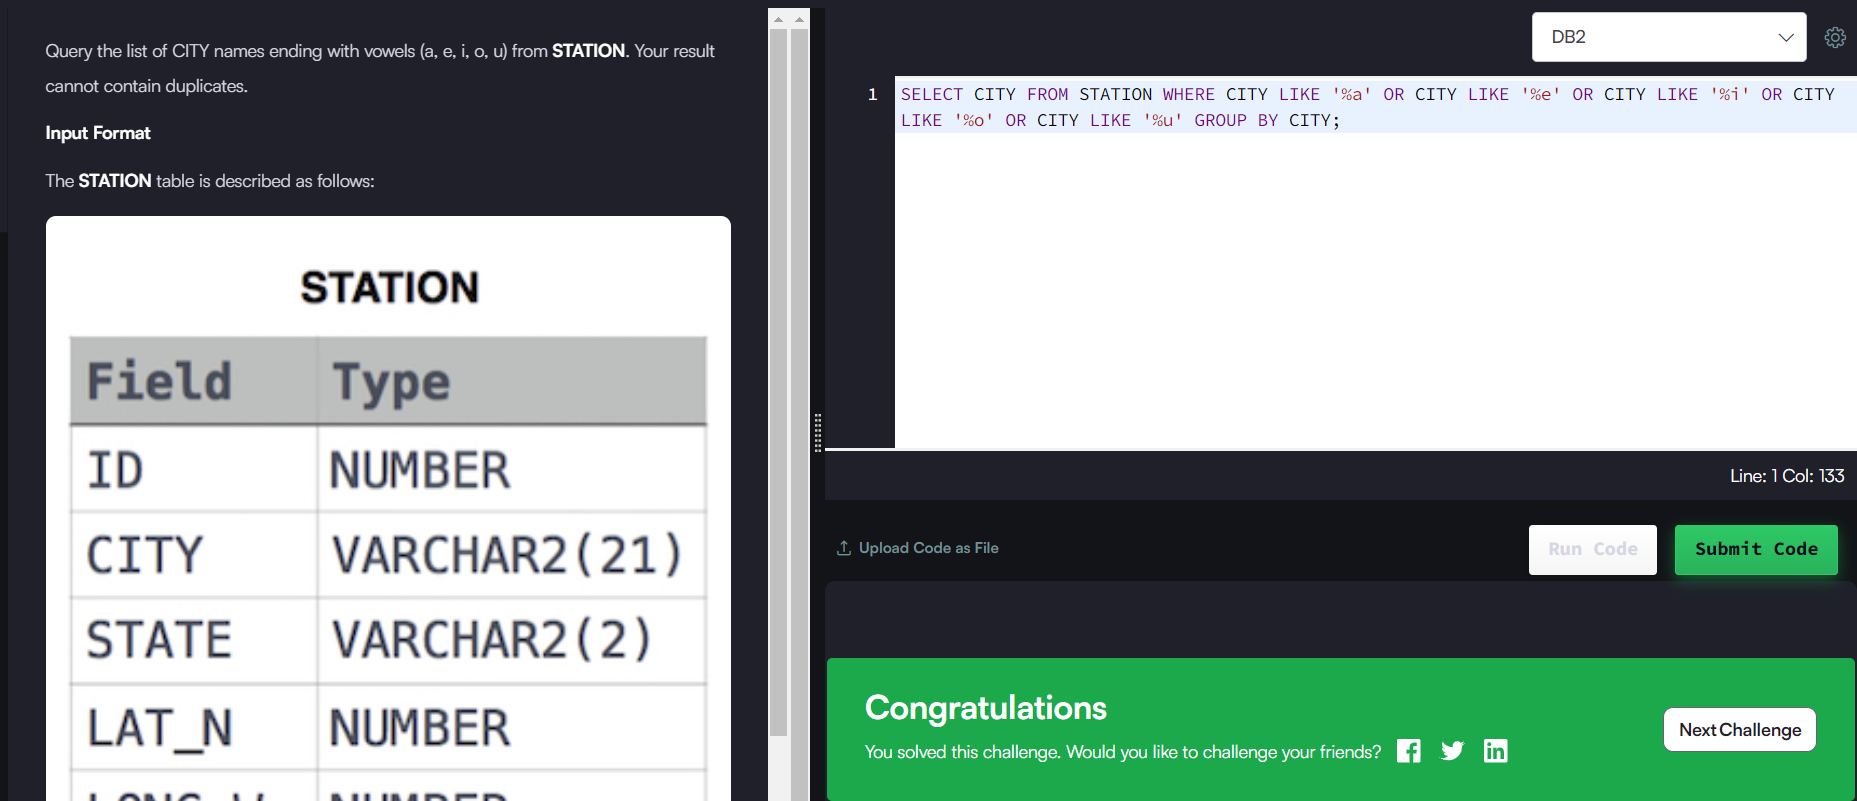 Query the list of CITY names ending with vowels (a, e, i, o, u) from STATION. Your result
cannot contain duplicates.
Input Format
The STATION table is described as follows:
STATION
Field Type
ID NUMBER
CITY VARCHAR2(21)
STATE VARCHAR2(2)
LAT_N NUMBER
LONG_W NUMBER
DB2
1 SELECT CITY FROM STATION WHERE CITY LIKE '%a' OR CITY LIKE '%e' OR CITY LIKE '%i' OR CITY
LIKE '%o' OR CITY LIKE '%u' GROUP BY CITY;
Line: 1 Col: 133
Upload Code as File
Run Code
Submit Code
Congratulations
You solved this challenge. Would you like to challenge your friends?
Next Challenge